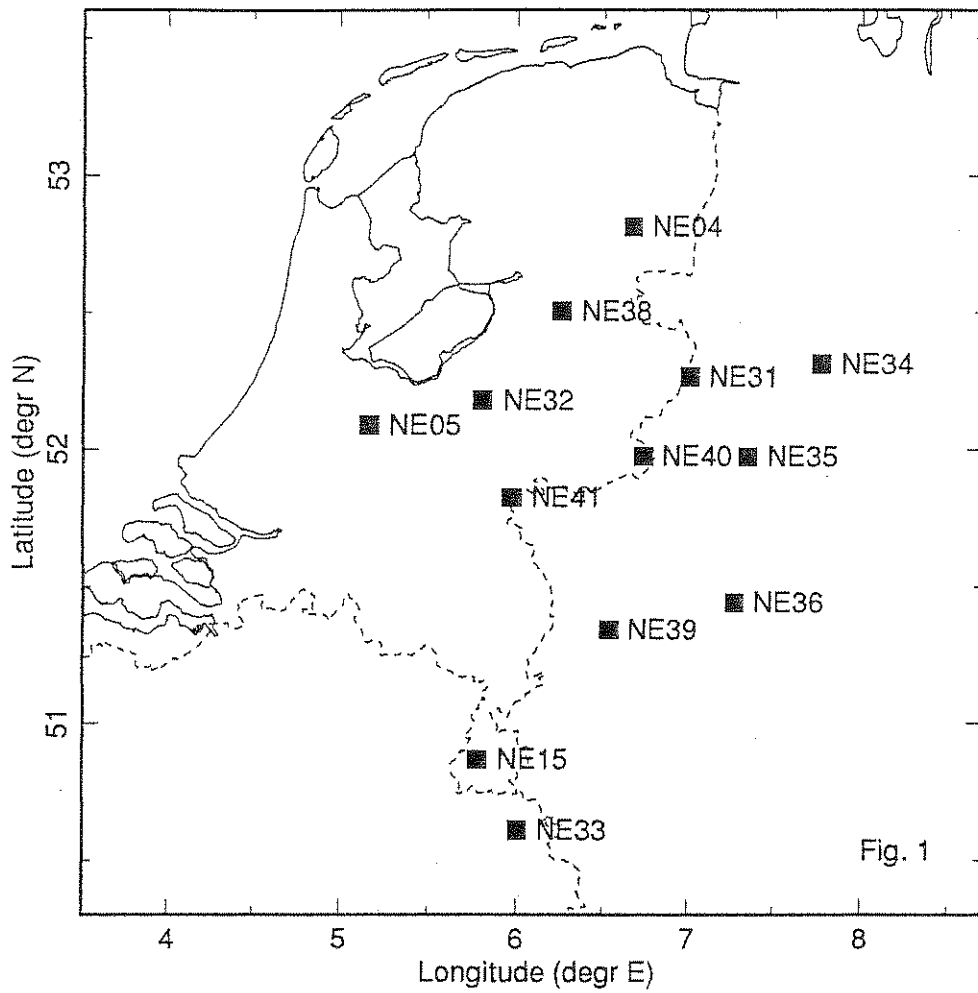 53
52
51
Latitude (degr N)
NE04
NE38
NE31
NE34
NE32
NE05
NE40
NE35
NE41
NE36
NE39
NE15
NE33
Fig. 1
4
5
6
7
8
Longitude (degr E)